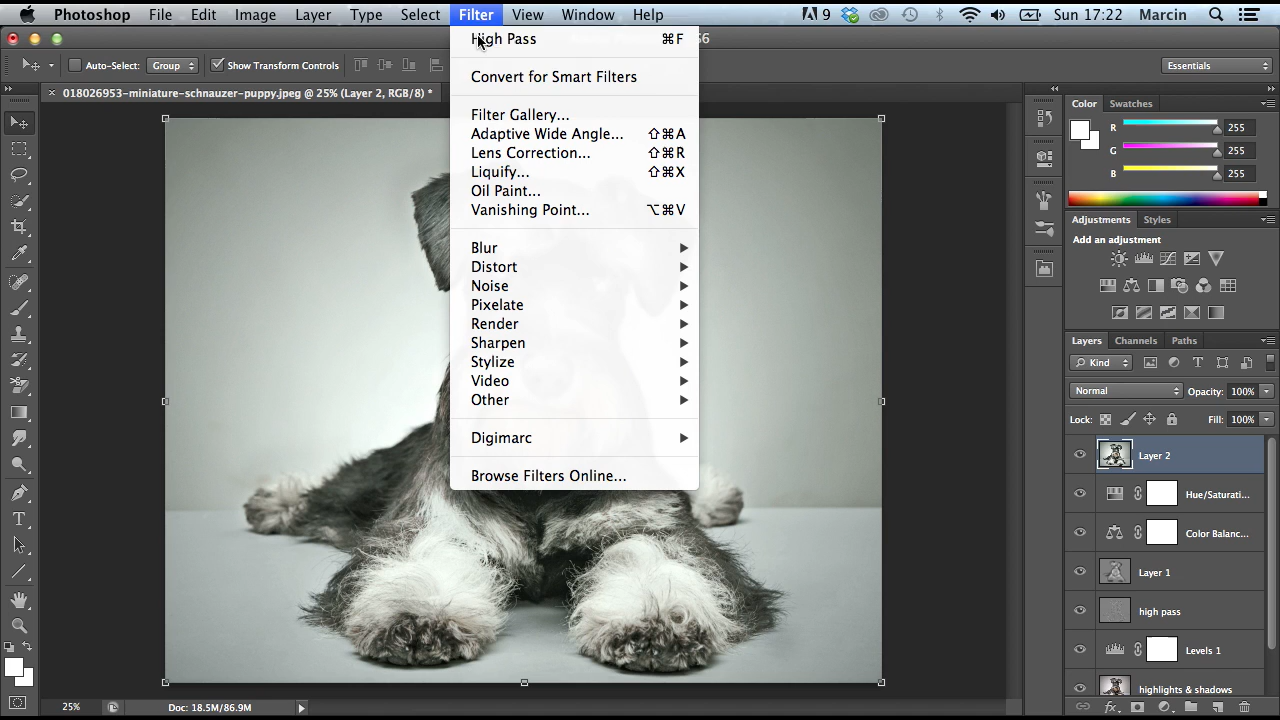 Photoshop File Edit Image Layer Type Select Filter View Window Help 9 Sun 17:22 Marcin
6
Auto-Select: Group Show Transform Controls Essentials
× 018026953-miniature-schnauzer-puppy.jpeg @ 25% (Layer 2, RGB/8) *
High Pass ⌘F
Convert for Smart Filters
Filter Gallery...
Adaptive Wide Angle... ⇧⌘A
Lens Correction... ⇧⌘R
Liquify... ⇧⌘X
Oil Paint...
Vanishing Point... ⌥⌘V
Blur
Distort
Noise
Pixelate
Render
Sharpen
Stylize
Video
Other
Digimarc
Browse Filters Online...
Color Swatches
R 255
G 255
B 255
Adjustments Styles
Add an adjustment
Layers Channels Paths
Kind
Normal Opacity: 100%
Lock: Fill: 100%
Layer 2
Hue/Saturati...
Color Balanc...
Layer 1
high pass
Levels 1
highlights & shadows
25% Doc: 18.5M/86.9M